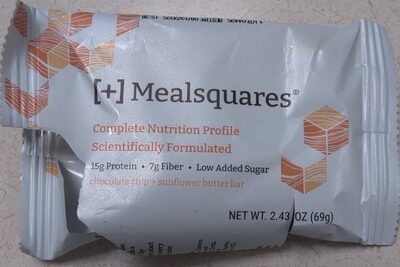 [+] Mealsquares®
Complete Nutrition Profile
Scientifically Formulated
15g Protein • 7g Fiber • Low Added Sugar
chocolate chip + sunflower butter bar
NET WT. 2.43 OZ (69g)